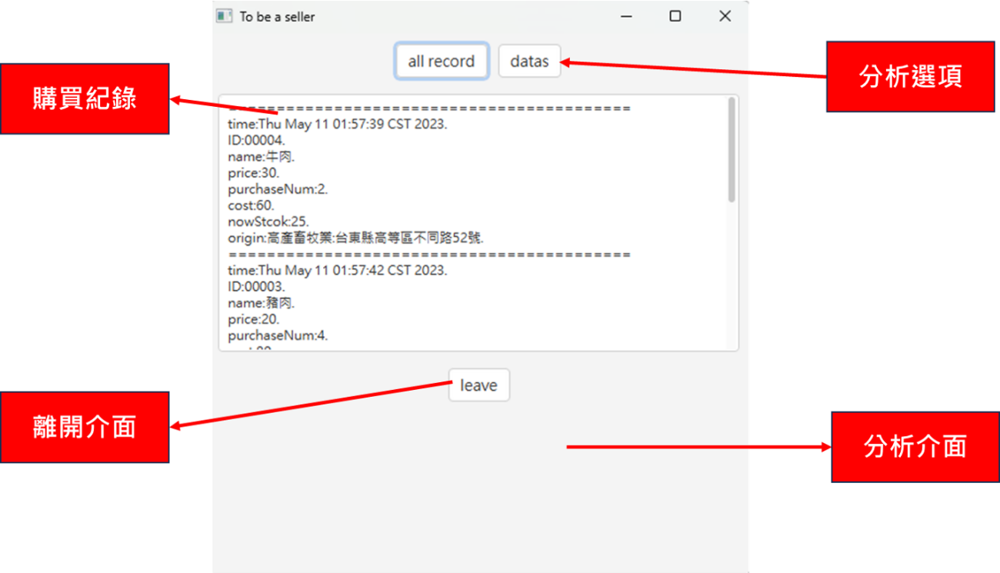 To be a seller
all record
datas
分析選項
購買紀錄
==========================================
time:Thu May 11 01:57:39 CST 2023.
ID:00004.
name:牛肉.
price:30.
purchaseNum:2.
cost:60.
nowStcok:25.
origin:高產畜牧業:台東縣高等區不同路52號.
==========================================
time:Thu May 11 01:57:42 CST 2023.
ID:00003.
name:豬肉.
price:20.
purchaseNum:4.
leave
離開介面
分析介面